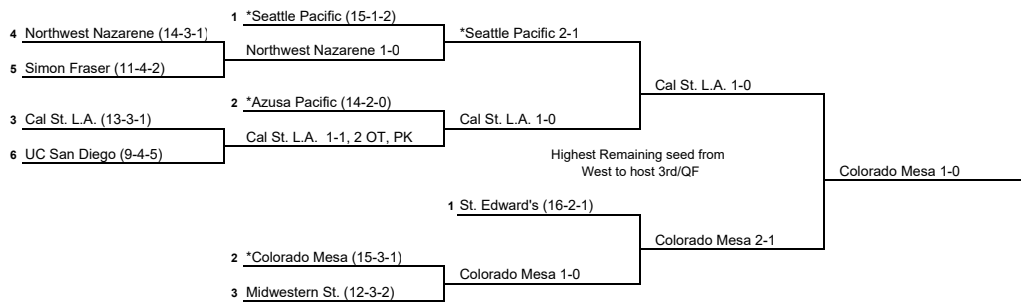 1 *Seattle Pacific (15-1-2)
4 Northwest Nazarene (14-3-1)
*Seattle Pacific 2-1
Northwest Nazarene 1-0
5 Simon Fraser (11-4-2)
Cal St. L.A. 1-0
2 *Azusa Pacific (14-2-0)
3 Cal St. L.A. (13-3-1)
Cal St. L.A. 1-0
Cal St. L.A. 1-1, 2 OT, PK
6 UC San Diego (9-4-5)
Highest Remaining seed from
West to host 3rd/QF
Colorado Mesa 1-0
1 St. Edward's (16-2-1)
Colorado Mesa 2-1
2 *Colorado Mesa (15-3-1)
Colorado Mesa 1-0
3 Midwestern St. (12-3-2)